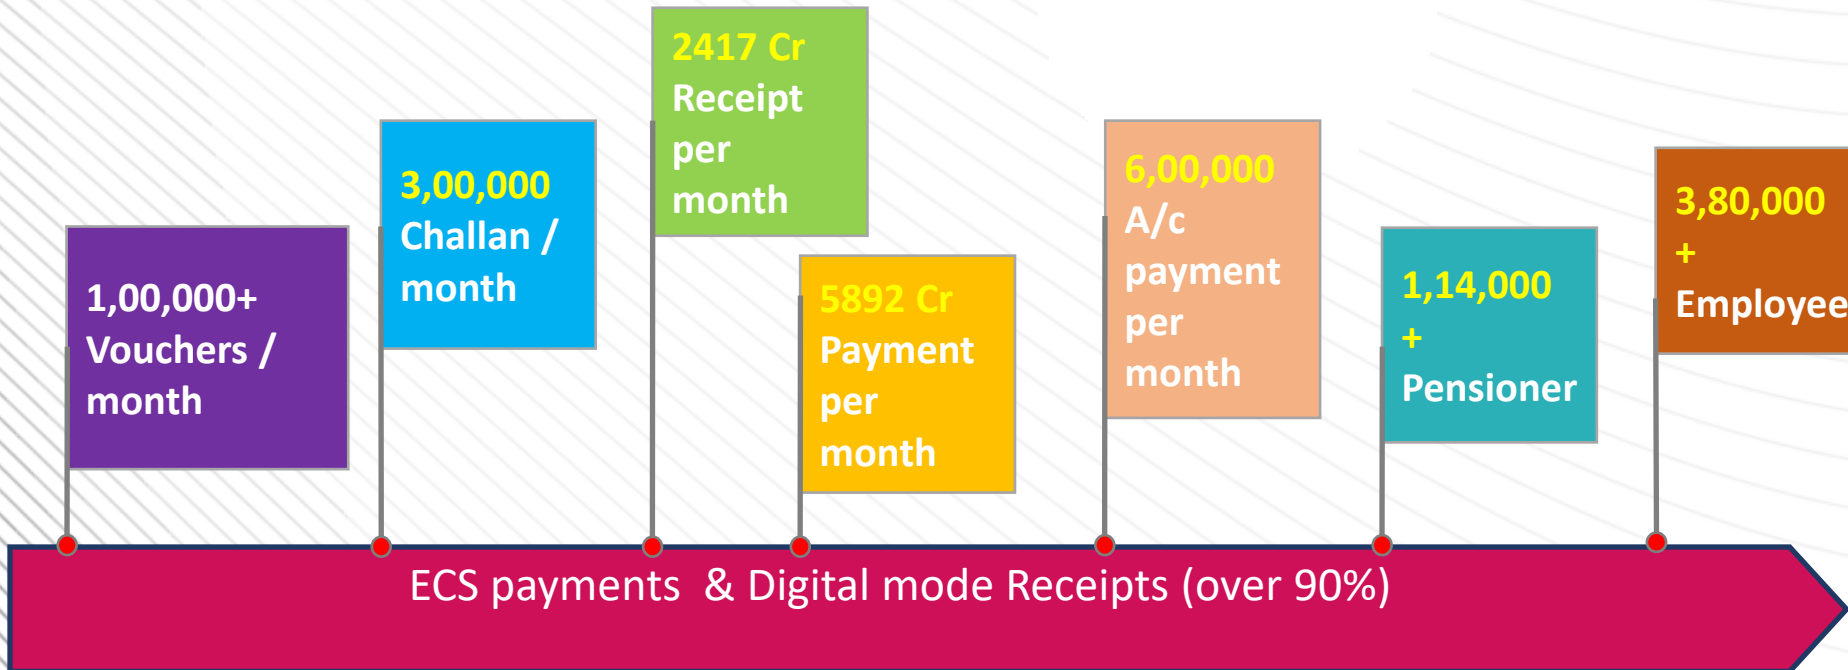 1,00,000+
Vouchers /
month
3,00,000
Challan /
month
2417 Cr
Receipt
per
month
5892 Cr
Payment
per
month
6,00,000
A/c
payment
per
month
1,14,000
+
Pensioner
3,80,000
+
Employee
ECS payments & Digital mode Receipts (over 90%)